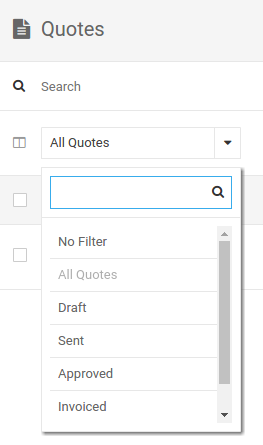 Quotes
Search
All Quotes
No Filter
All Quotes
Draft
Sent
Approved
Invoiced